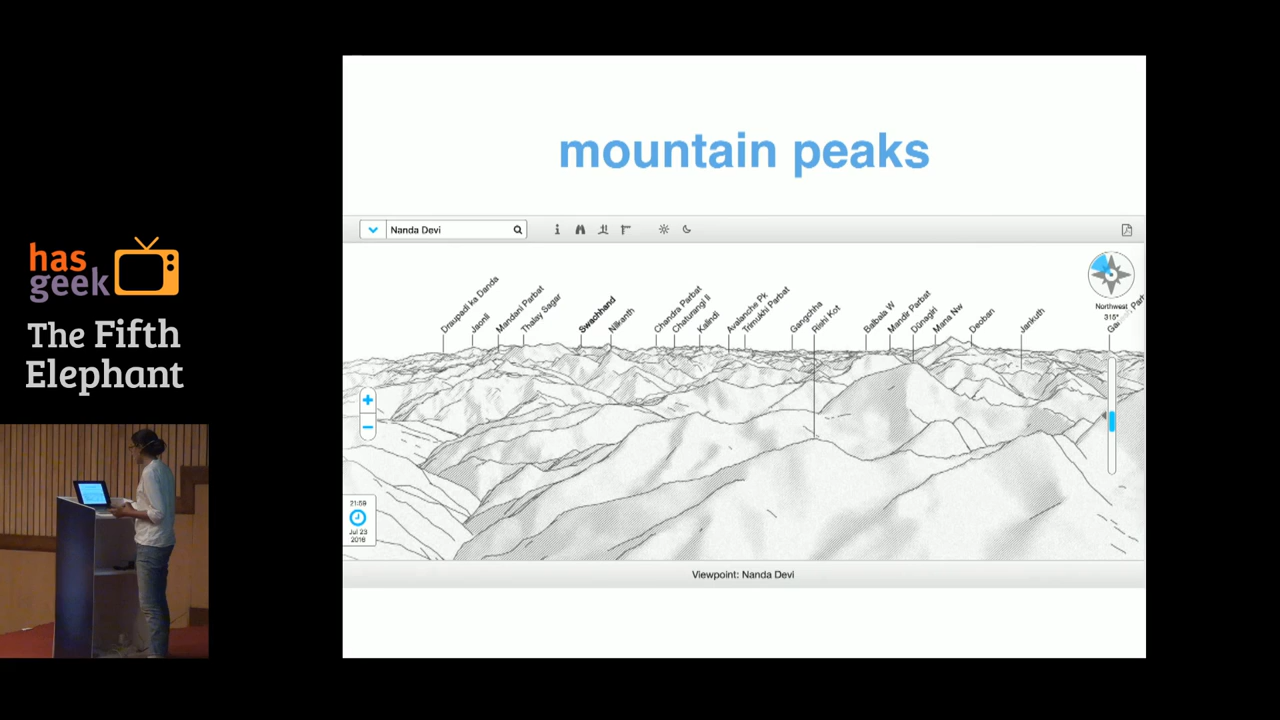 has
geek
The Fifth
Elephant
mountain peaks
Nanda Devi
Draupadi ka Danda
Jaonli
Mandani Parbat
Thalay Sagar
Swachhand
Nilkanth
Chandra Parbat
Chaturangi II
Kalindi
Avalanche Pk
Trimukhi Parbat
Gangchha
Rishi Kot
Balbala W
Mandir Parbat
Dūnagiri
Mana Nw
Deoban
Jankuth
Northwest
315°
21:59
Jul 23
2016
Viewpoint: Nanda Devi